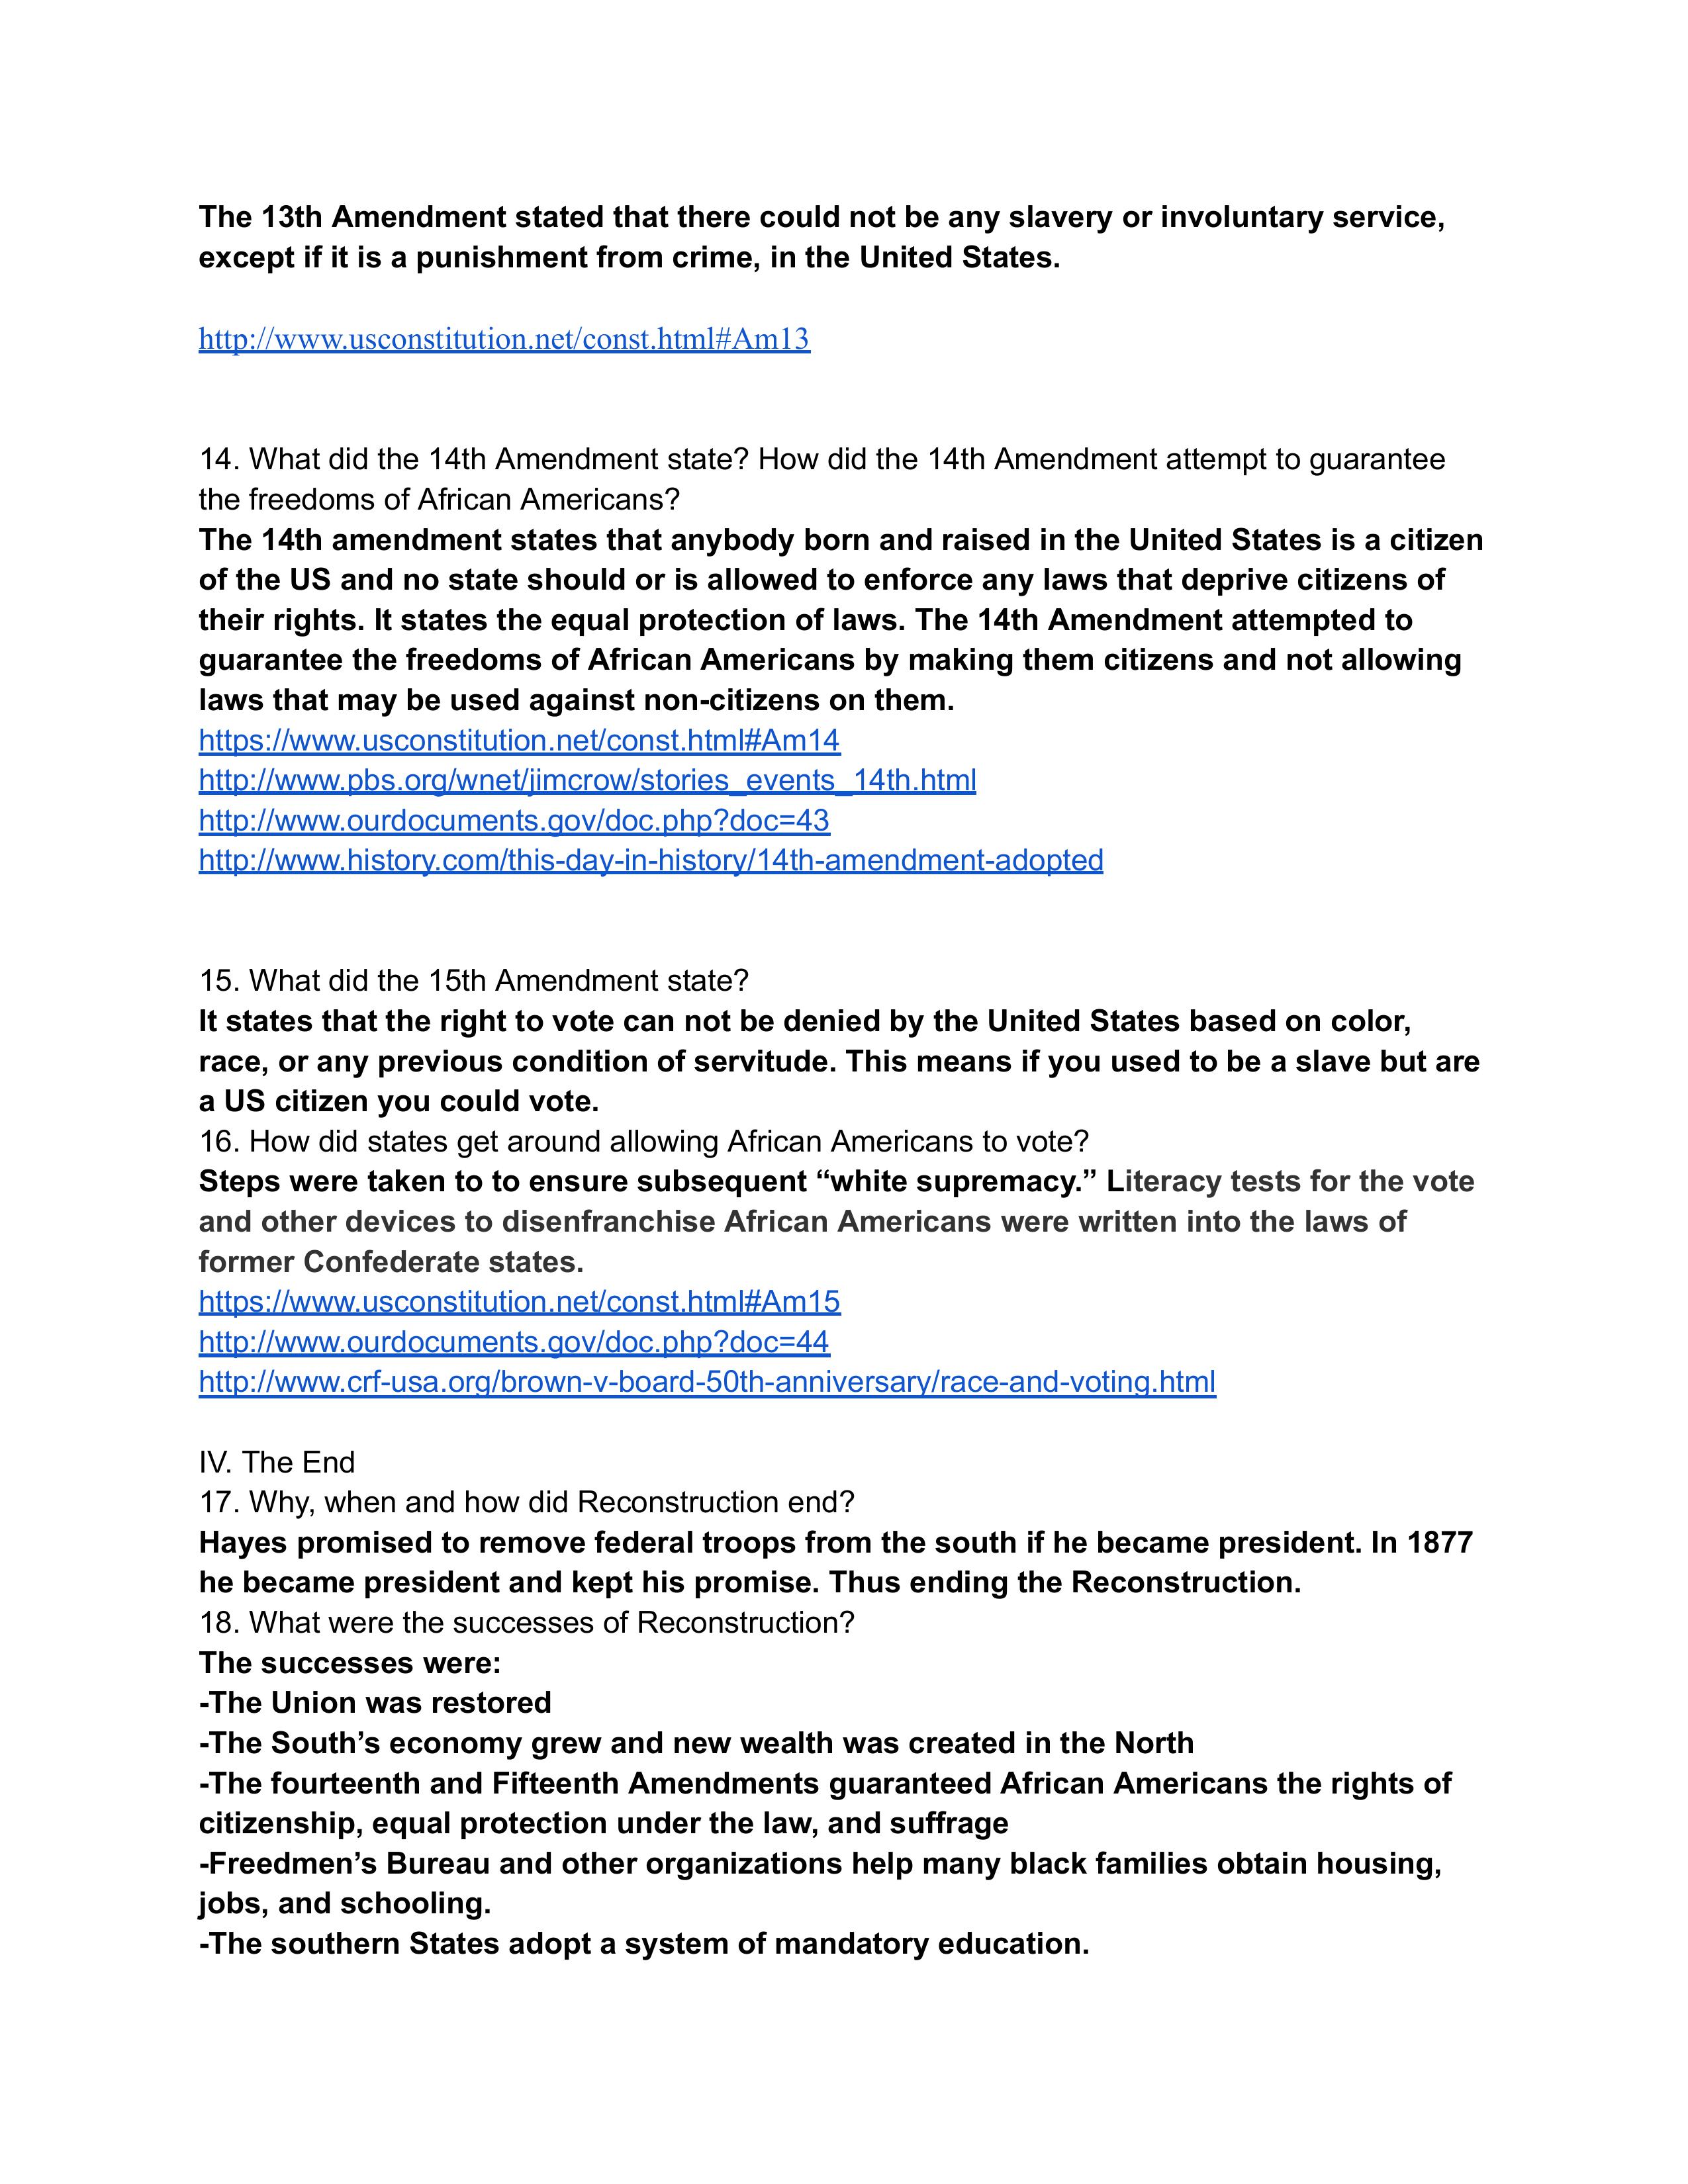 The 13th Amendment stated that there could not be any slavery or involuntary service,
except if it is a punishment from crime, in the United States.
http://www.usconstitution.net/const.html#Am13
14. What did the 14th Amendment state? How did the 14th Amendment attempt to guarantee
the freedoms of African Americans?
The 14th amendment states that anybody born and raised in the United States is a citizen
of the US and no state should or is allowed to enforce any laws that deprive citizens of
their rights. It states the equal protection of laws. The 14th Amendment attempted to
guarantee the freedoms of African Americans by making them citizens and not allowing
laws that may be used against non-citizens on them.
https://www.usconstitution.net/const.html#Am14
http://www.pbs.org/wnet/jimcrow/stories_events_14th.html
http://www.ourdocuments.gov/doc.php?doc=43
http://www.history.com/this-day-in-history/14th-amendment-adopted
15. What did the 15th Amendment state?
It states that the right to vote can not be denied by the United States based on color,
race, or any previous condition of servitude. This means if you used to be a slave but are
a US citizen you could vote.
16. How did states get around allowing African Americans to vote?
Steps were taken to to ensure subsequent “white supremacy.” Literacy tests for the vote
and other devices to disenfranchise African Americans were written into the laws of
former Confederate states.
https://www.usconstitution.net/const.html#Am15
http://www.ourdocuments.gov/doc.php?doc=44
http://www.crf-usa.org/brown-v-board-50th-anniversary/race-and-voting.html
IV. The End
17. Why, when and how did Reconstruction end?
Hayes promised to remove federal troops from the south if he became president. In 1877
he became president and kept his promise. Thus ending the Reconstruction.
18. What were the successes of Reconstruction?
The successes were:
-The Union was restored
-The South’s economy grew and new wealth was created in the North
-The fourteenth and Fifteenth Amendments guaranteed African Americans the rights of
citizenship, equal protection under the law, and suffrage
-Freedmen’s Bureau and other organizations help many black families obtain housing,
jobs, and schooling.
-The southern States adopt a system of mandatory education.